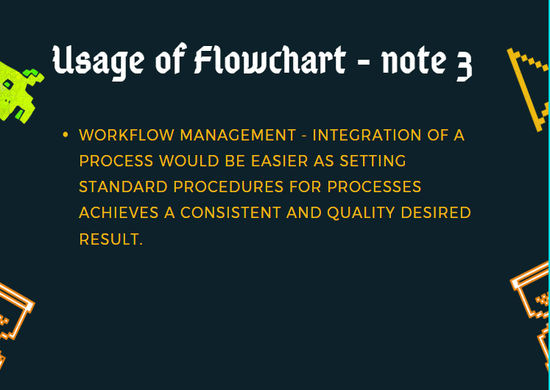 Usage of Flowchart - note 3
• WORKFLOW MANAGEMENT - INTEGRATION OF A
PROCESS WOULD BE EASIER AS SETTING
STANDARD PROCEDURES FOR PROCESSES
ACHIEVES A CONSISTENT AND QUALITY DESIRED
RESULT.